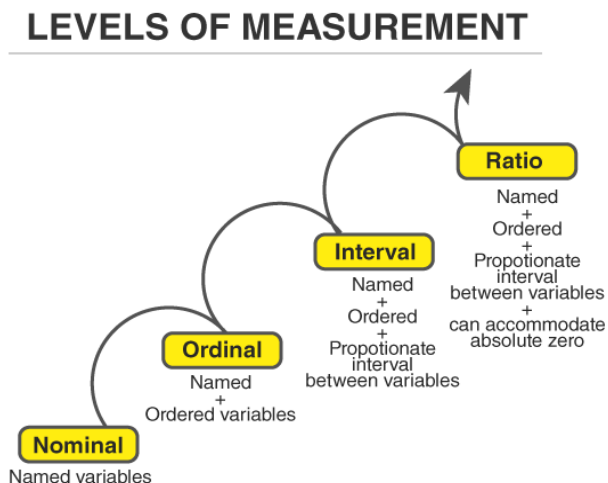 LEVELS OF MEASUREMENT
Ratio
Named
+
Ordered
+
Propotionate
interval
between variables
+
can accommodate
absolute zero
Interval
Named
+
Ordered
+
Propotionate
interval
between variables
Ordinal
Named
+
Ordered variables
Nominal
Named variables